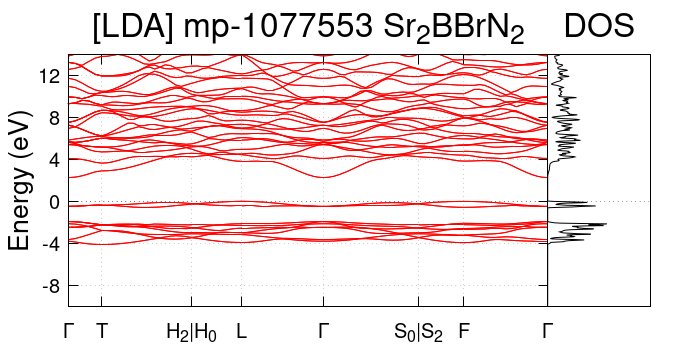 [LDA] mp-1077553 Sr₂BBrN₂ DOS
12
8
4
0
-4
-8
Energy (eV)
Γ T H₂|H₀ L Γ S₀|S₂ F Γ